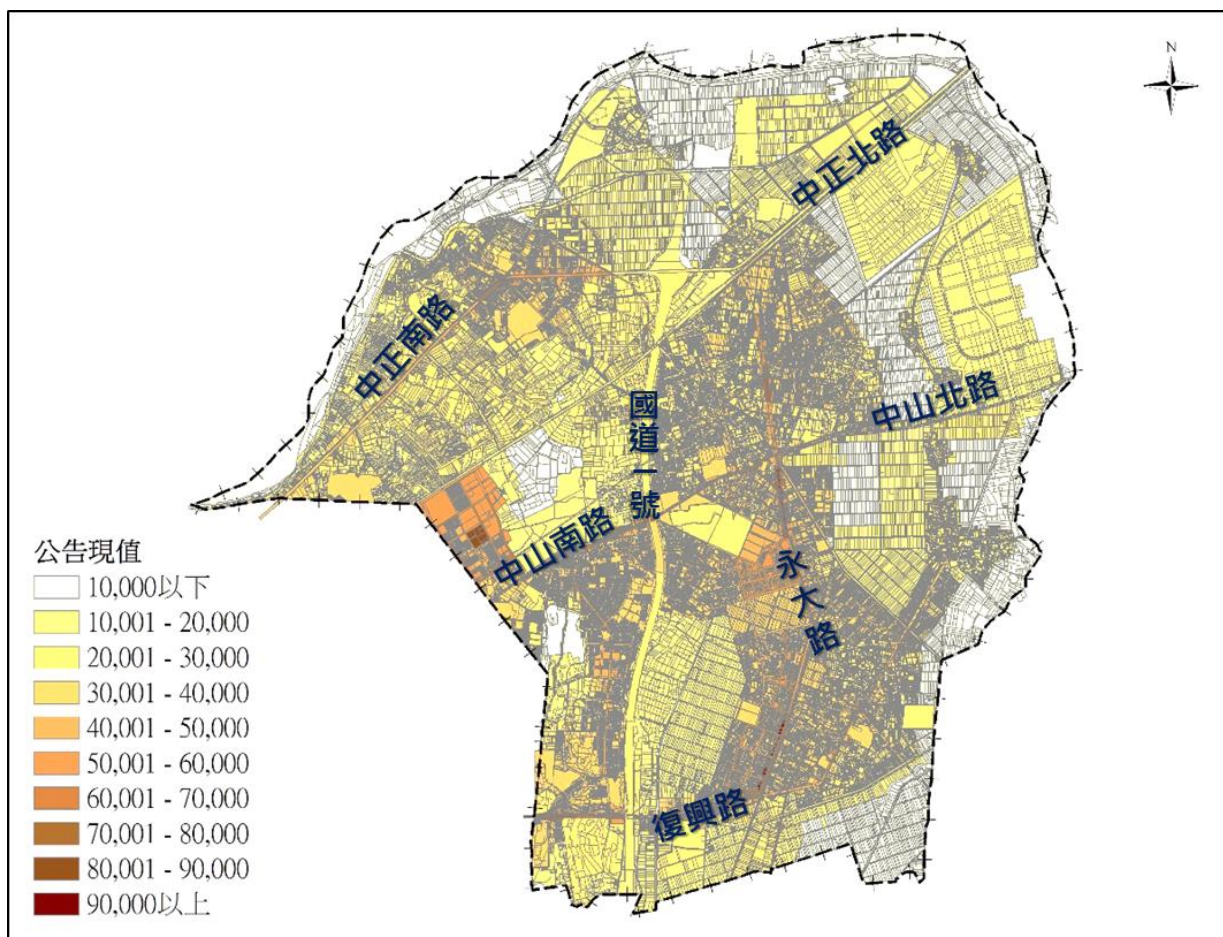 N
中正北路
中正南路
中山北路
國道一號
中山南路
永大路
復興路
公告現值
10,000以下
10,001 - 20,000
20,001 - 30,000
30,001 - 40,000
40,001 - 50,000
50,001 - 60,000
60,001 - 70,000
70,001 - 80,000
80,001 - 90,000
90,000以上